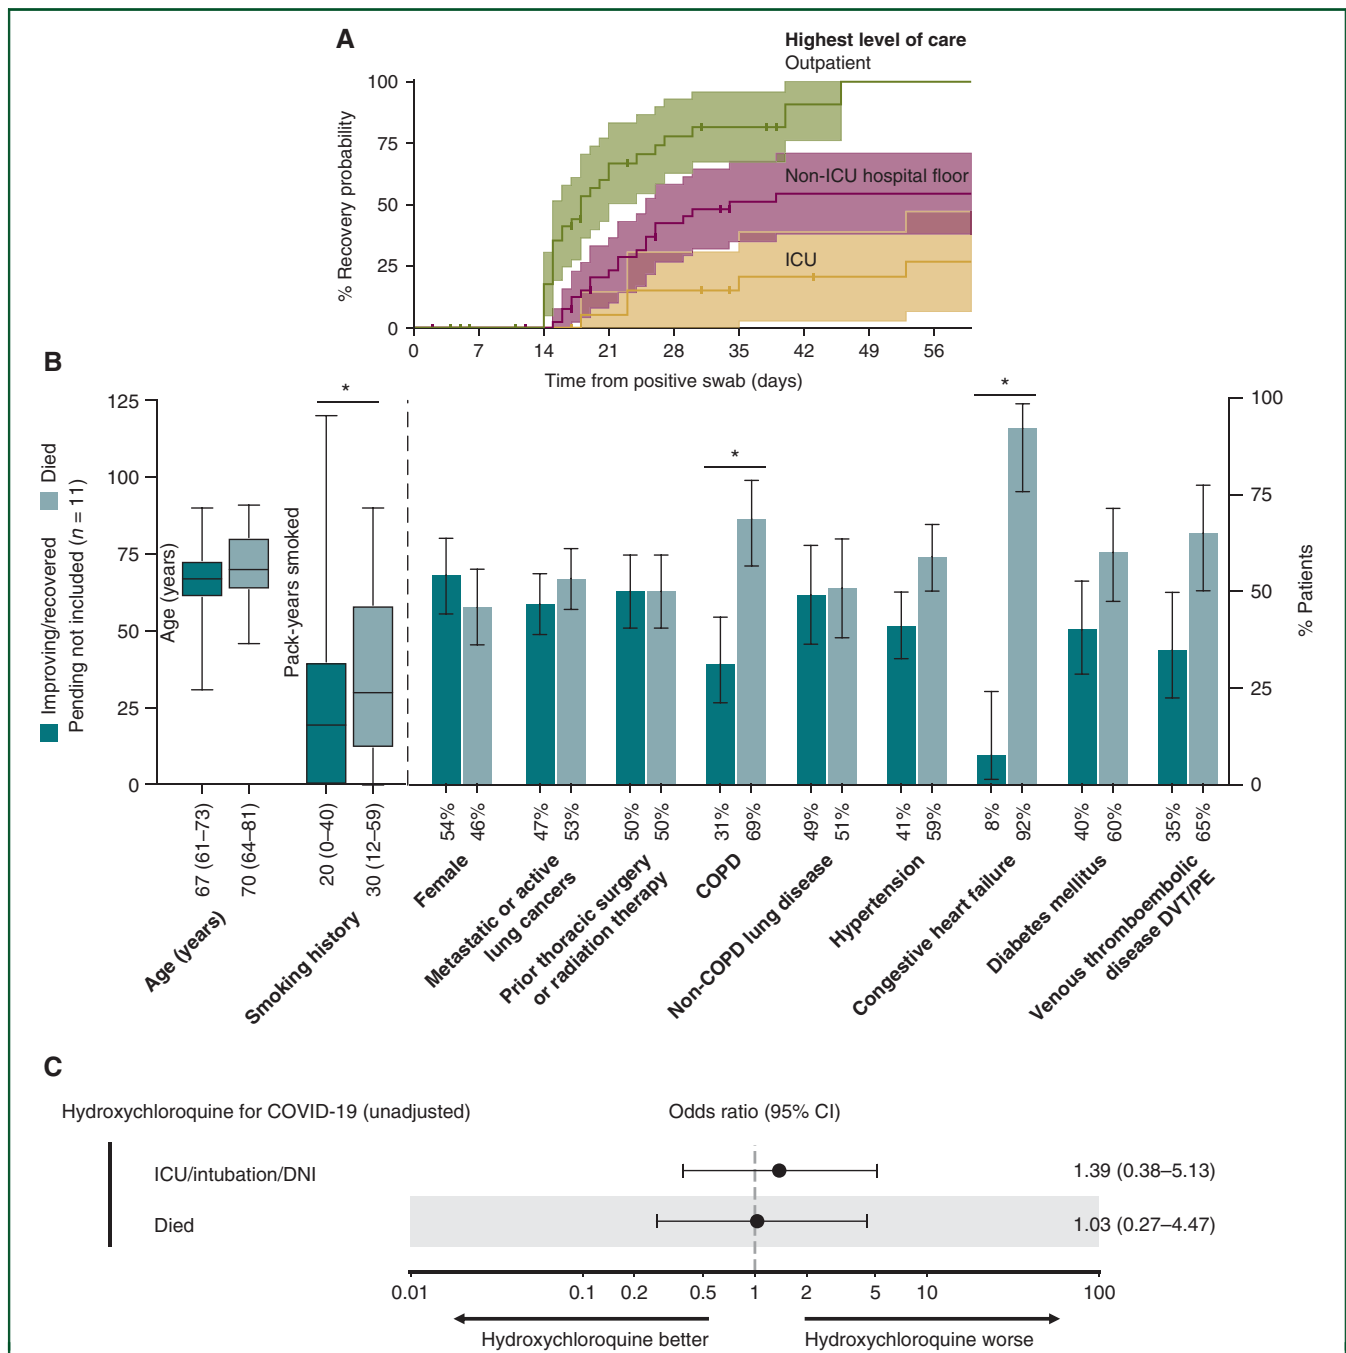 A
Highest level of care
Outpatient
Non-ICU hospital floor
ICU
% Recovery probability
100
75
50
25
0
0 7 14 21 28 35 42 49 56
Time from positive swab (days)
B
Improving/recovered
Died
Pending not included (n = 11)
125
100
75
50
25
0
Age (years)
Pack-years smoked
*
*
*
100
75
50
25
0
% Patients
67 (61–73)
70 (64–81)
20 (0–40)
30 (12–59)
54%
46%
47%
53%
50%
50%
31%
69%
49%
51%
41%
59%
8%
92%
40%
60%
35%
65%
Age (years)
Smoking history
Female
Metastatic or active
lung cancers
Prior thoracic surgery
or radiation therapy
COPD
Non-COPD lung disease
Hypertension
Congestive heart failure
Diabetes mellitus
Venous thromboembolic
disease DVT/PE
C
Hydroxychloroquine for COVID-19 (unadjusted)
Odds ratio (95% CI)
ICU/intubation/DNI
1.39 (0.38–5.13)
Died
1.03 (0.27–4.47)
0.01 0.1 0.2 0.5 1 2 5 10 100
Hydroxychloroquine better
Hydroxychloroquine worse